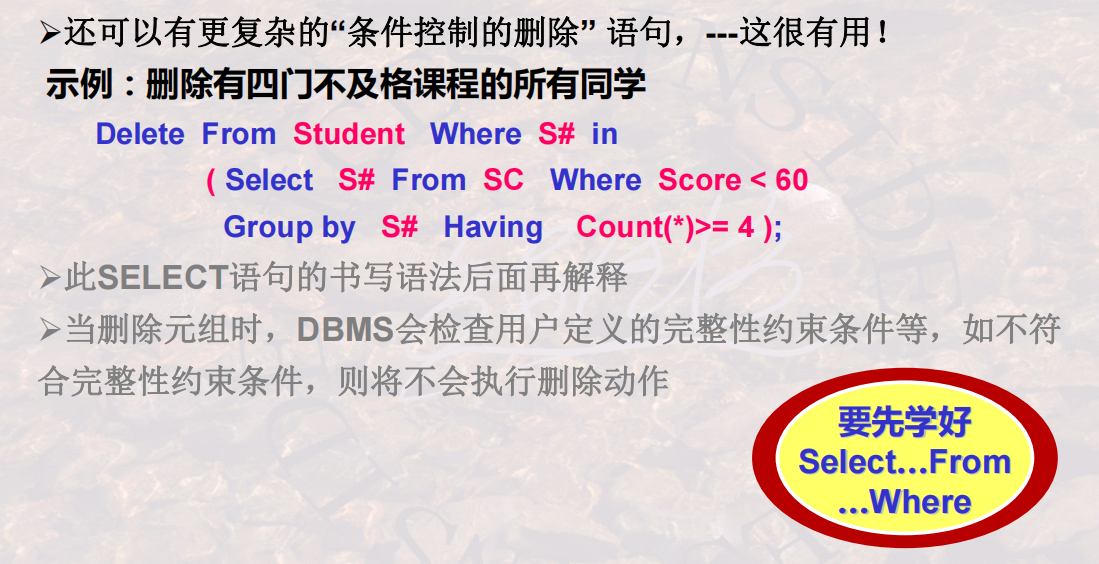 ➢还可以有更复杂的“条件控制的删除” 语句，---这很有用！
示例：删除有四门不及格课程的所有同学
Delete From Student Where S# in
( Select S# From SC Where Score < 60
Group by S# Having Count(*)>= 4 );
➢此SELECT语句的书写语法后面再解释
➢当删除元组时，DBMS会检查用户定义的完整性约束条件等，如不符
合完整性约束条件，则将不会执行删除动作
要先学好
Select…From
…Where